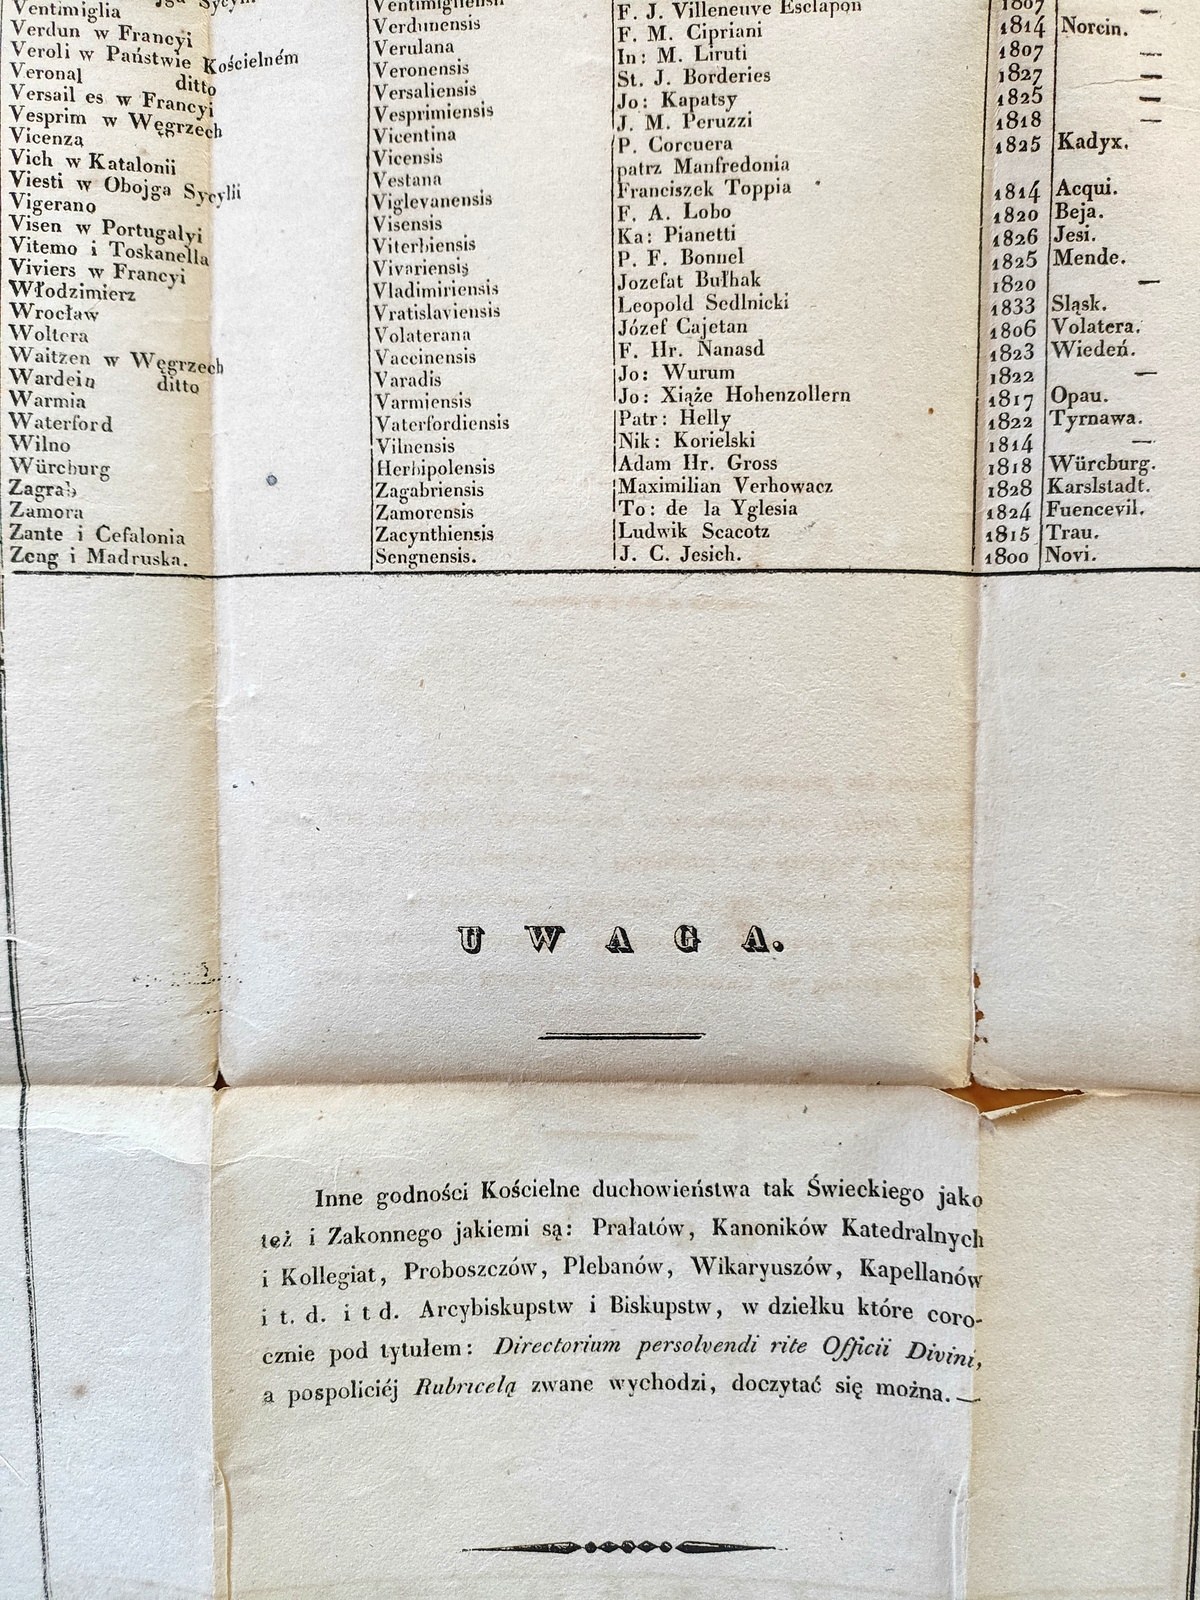 Ventimiglia
Verdun w Francyi Verdunensis F. J. Villeneuve Esclapon 1807 —
Veroli w Państwie Kościelném Verulana F. M. Cipriani 1814 Norcin.
Veronal ditto Veronensis In: M. Liruti 1807 —
Versail es w Francyi Versaliensis St. J. Borderies 1827 —
Vesprim w Węgrzech Vesprimiensis Jo: Kapatsy 1825 —
Vicenza Vicentina J. M. Peruzzi 1818 —
Vich w Katalonii Vicensis P. Corcuera 1825 Kadyx.
Viesti w Obojga Sycylii Vestana patrz Manfredonia
Vigerano Viglevanensis Franciszek Toppia 1814 Acqui.
Visen w Portugalyi Visensis F. A. Lobo 1820 Beja.
Vitemo i Toskanella Viterbiensis Ka: Pianetti 1826 Jesi.
Viviers w Francyi Vivariensis P. F. Bonnel 1825 Mende.
Włodzimierz Vladimiriensis Jozefat Bułhak 1820 —
Wrocław Vratislaviensis Leopold Sedlnicki 1833 Sląsk.
Woltera Volaterana Józef Cajetan 1806 Volatera.
Waitzen w Węgrzech Vaccinensis F. Hr. Nanasd 1823 Wiedeń.
Wardein ditto Varadis Jo: Wurum 1822 —
Warmia Varmiensis Jo: Xiąże Hohenzollern 1817 Opau.
Waterford Vaterfordiensis Patr: Helly 1822 Tyrnawa.
Wilno Vilnensis Nik: Korielski 1814 —
Würcburg Herbipolensis Adam Hr. Gross 1818 Würcburg.
Zagrab Zagabriensis Maximilian Verhowacz 1828 Karslstadt.
Zamora Zamorensis To: de la Yglesia 1824 Fuencevil.
Zante i Cefalonia Zacynthiensis Ludwik Scacotz 1815 Trau.
Zeng i Madruska. Sengnensis. J. C. Jesich. 1800 Novi.
UWAGA.
Inne godności Kościelne duchowieństwa tak Świeckiego jako
też i Zakonnego jakiemi są: Prałatów, Kanoników Katedralnych
i Kollegiat, Proboszczów, Plebanów, Wikaryuszów, Kapellanów
i t. d. i t d. Arcybiskupstw i Biskupstw, w dziełku które coro-
cznie pod tytułem: Directorium persolvendi rite Officii Divini,
a pospoliciéj Rubricelą zwane wychodzi, doczytać się można.—